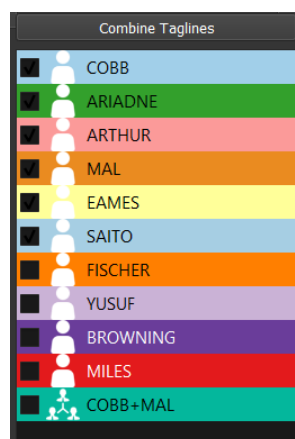 Combine Taglines
COBB
ARIADNE
ARTHUR
MAL
EAMES
SAITO
FISCHER
YUSUF
BROWNING
MILES
COBB+MAL